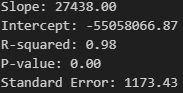 Slope: 27438.00
Intercept: -55058066.87
R-squared: 0.98
P-value: 0.00
Standard Error: 1173.43